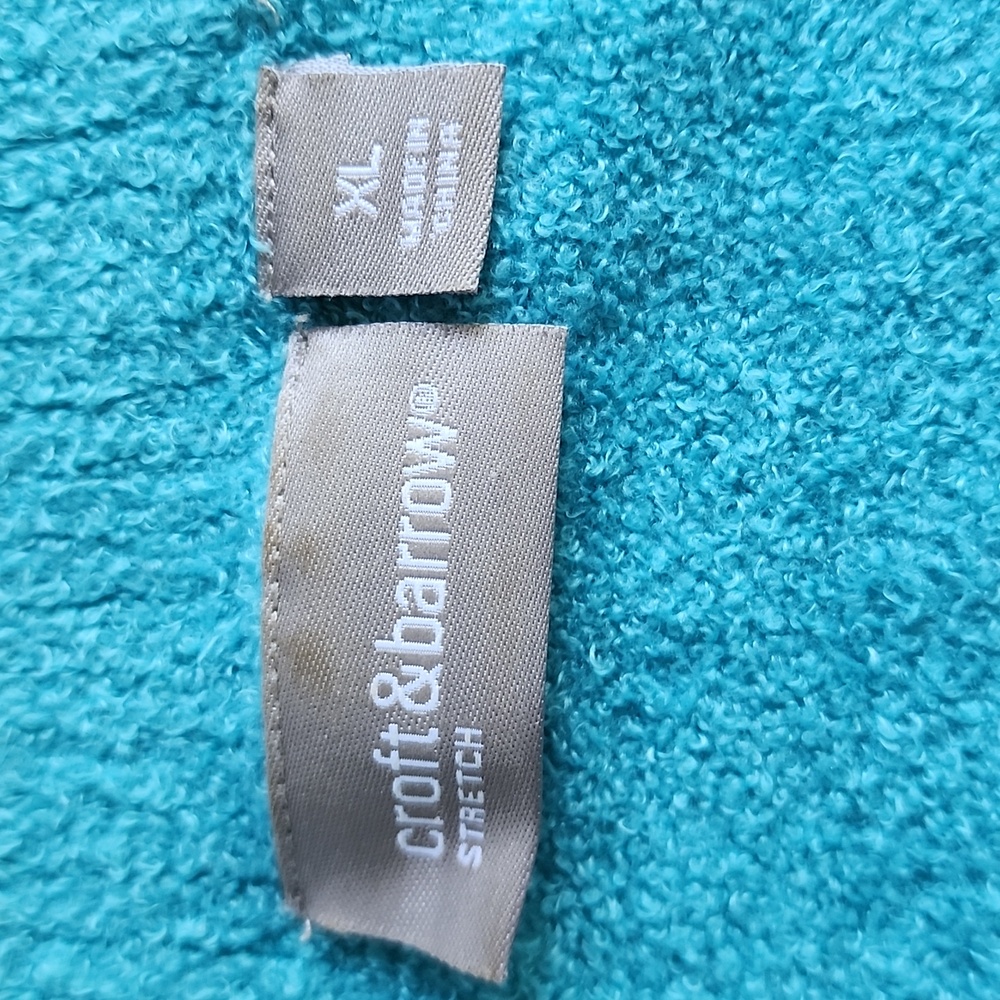 croft&barrow®
STRETCH
XL
MADE IN
CHINA